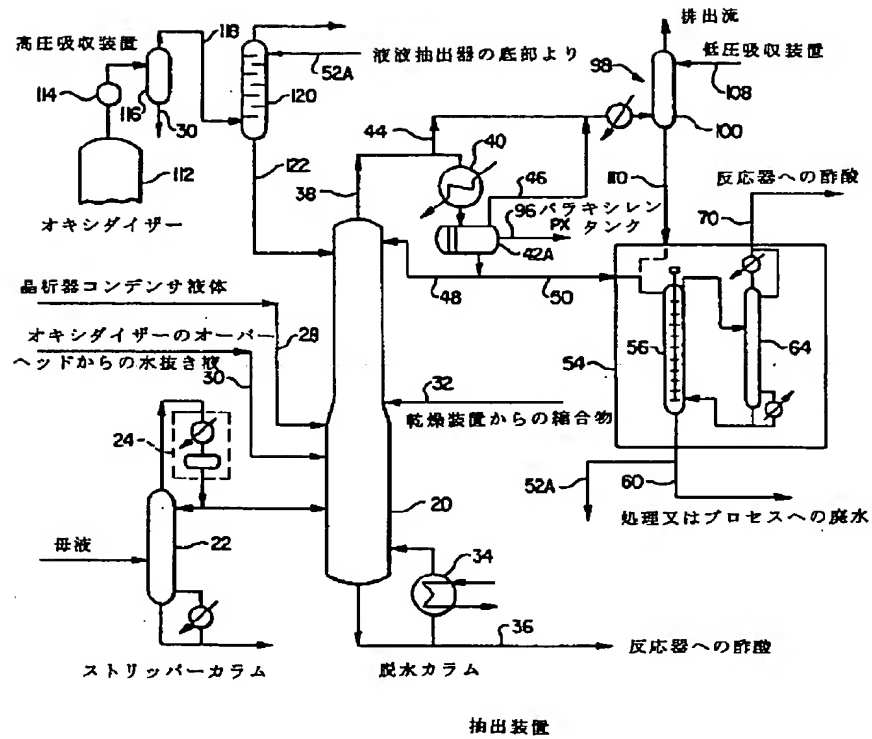 排出流
118
高圧吸収装置
液液抽出器の底部より
低圧吸収装置
52A
98
108
114
120
116
30
44
40
100
112
122
38
46
110
反応器への酢酸
オキシダイザー
96
パラキシレン
PX タンク
70
42A
晶析器コンデンサ液体
48
50
オキシダイザーのオーバー
28
56
64
ヘッドからの水抜き液
54
30
32
乾燥装置からの縮合物
24
52A
60
20
処理又はプロセスへの廃水
母液
22
34
36
反応器への酢酸
ストリッパーカラム
脱水カラム
抽出装置